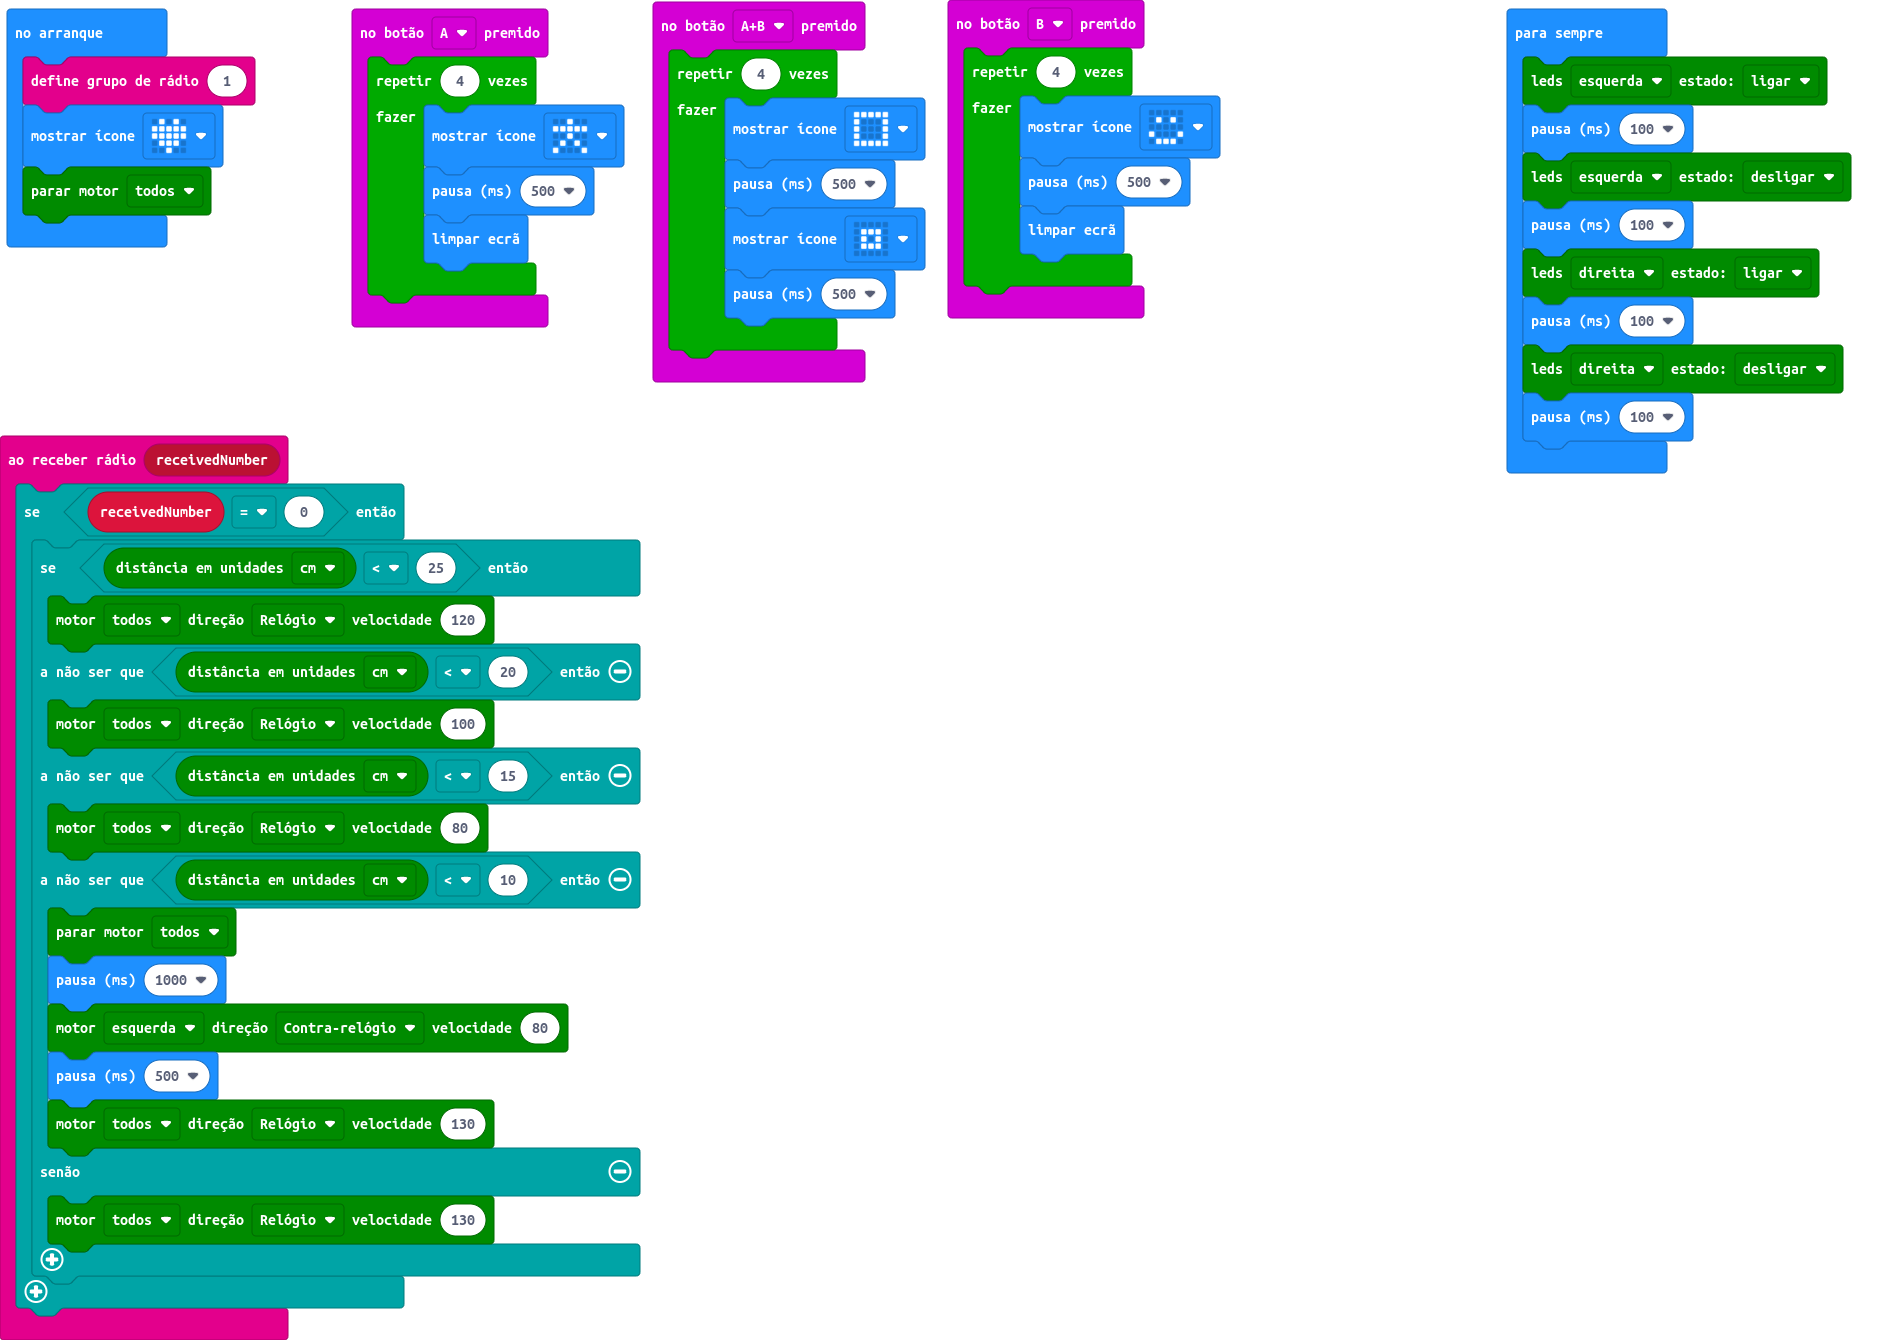 no arranque
define grupo de rádio 1
mostrar ícone
parar motor todos
no botão A premido
repetir 4 vezes
fazer
mostrar ícone
pausa (ms) 500
limpar ecrã
no botão A+B premido
repetir 4 vezes
fazer
mostrar ícone
pausa (ms) 500
mostrar ícone
pausa (ms) 500
no botão B premido
repetir 4 vezes
fazer
mostrar ícone
pausa (ms) 500
limpar ecrã
para sempre
leds esquerda estado: ligar
pausa (ms) 100
leds esquerda estado: desligar
pausa (ms) 100
leds direita estado: ligar
pausa (ms) 100
leds direita estado: desligar
pausa (ms) 100
ao receber rádio receivedNumber
se receivedNumber = 0 então
se distância em unidades cm < 25 então
motor todos direção Relógio velocidade 120
a não ser que distância em unidades cm < 20 então
motor todos direção Relógio velocidade 100
a não ser que distância em unidades cm < 15 então
motor todos direção Relógio velocidade 80
a não ser que distância em unidades cm < 10 então
parar motor todos
pausa (ms) 1000
motor esquerda direção Contra-relógio velocidade 80
pausa (ms) 500
motor todos direção Relógio velocidade 130
senão
motor todos direção Relógio velocidade 130